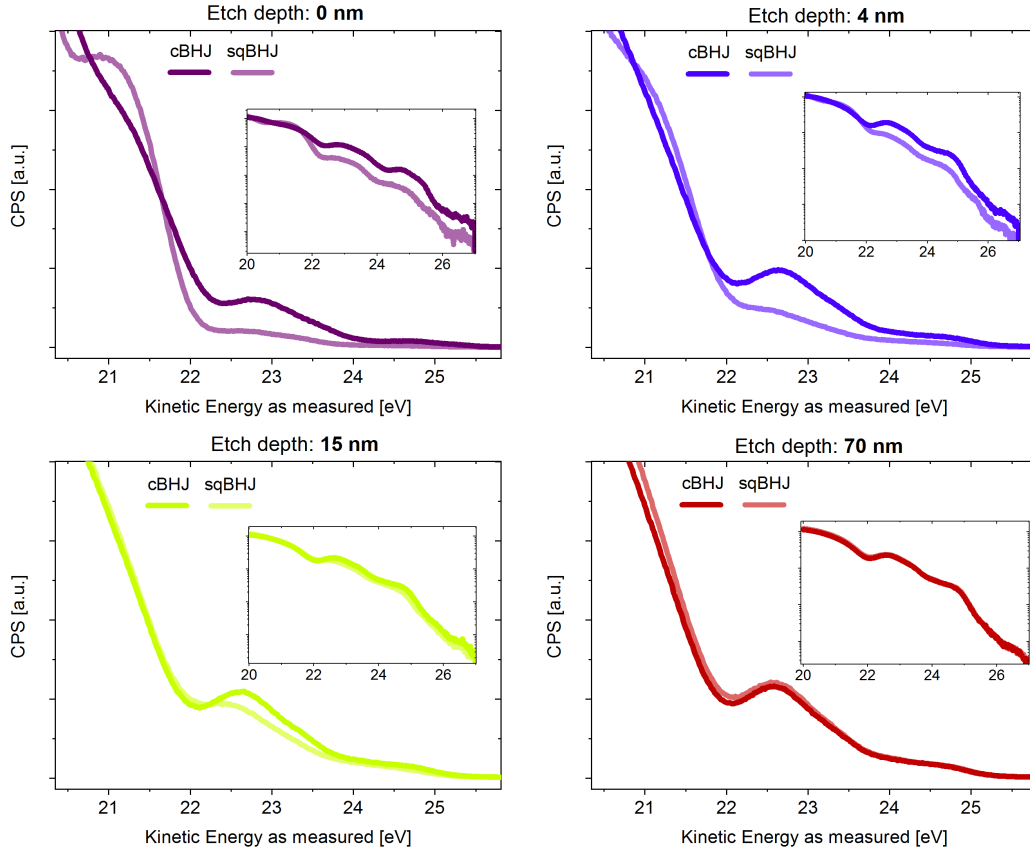 Etch depth: 0 nm
cBHJ sqBHJ
CPS [a.u.]
20 22 24 26
21 22 23 24 25
Kinetic Energy as measured [eV]
Etch depth: 4 nm
cBHJ sqBHJ
CPS [a.u.]
20 22 24 26
21 22 23 24 25
Kinetic Energy as measured [eV]
Etch depth: 15 nm
cBHJ sqBHJ
CPS [a.u.]
20 22 24 26
21 22 23 24 25
Kinetic Energy as measured [eV]
Etch depth: 70 nm
cBHJ sqBHJ
CPS [a.u.]
20 22 24 26
21 22 23 24 25
Kinetic Energy as measured [eV]